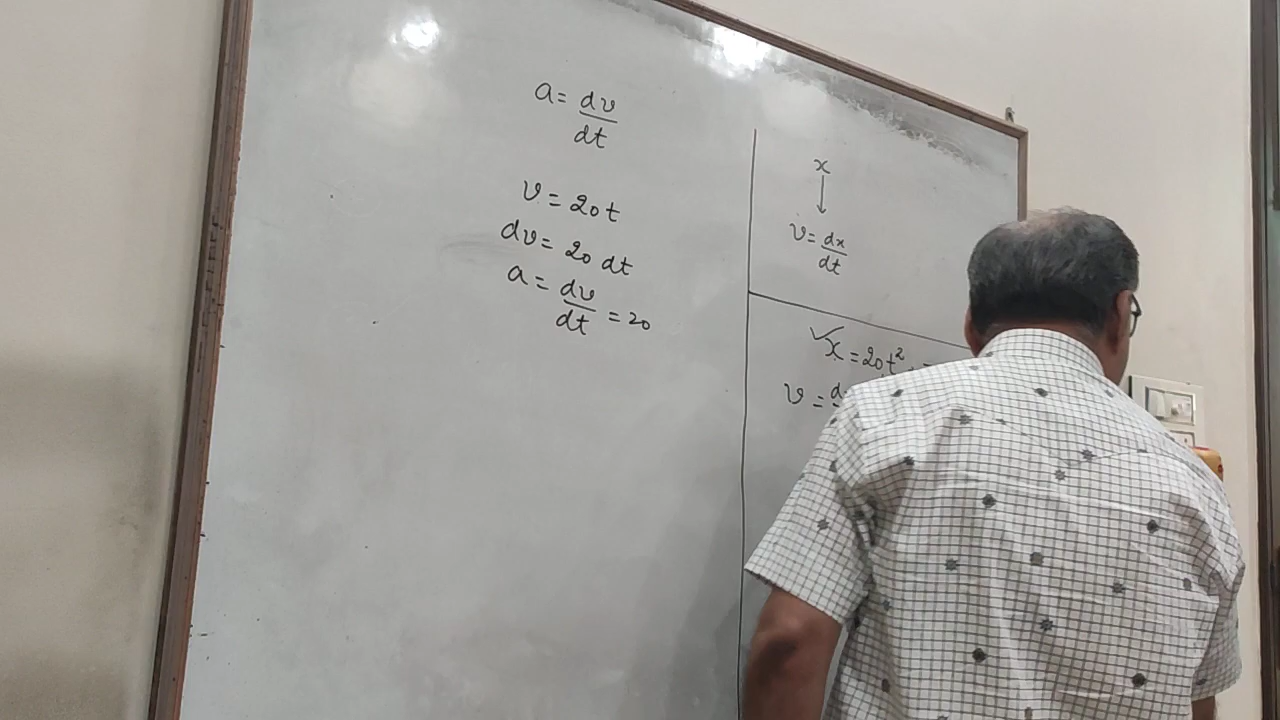 a = dv/dt
v = 20t
dv = 20 dt
a = dv/dt = 20
x
↓
v = dx/dt
✓x = 20t²
v = d